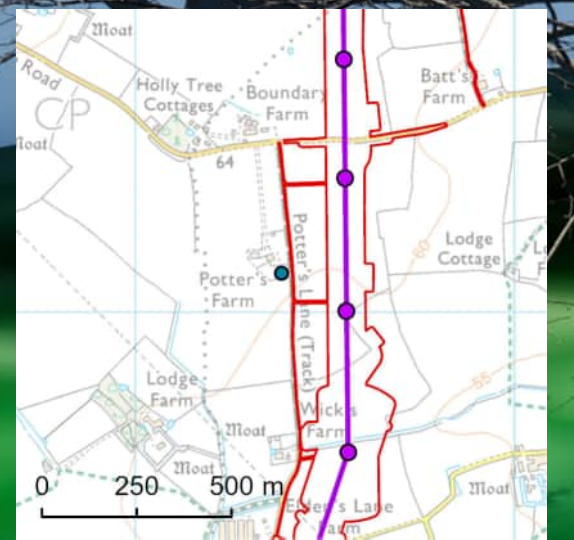 Moat
Road
Holly Tree
Cottages
Boundary
Farm
Batt's
Farm
CP
Moat
64
60
Potter's Lane (Track)
Lodge
Cottage
Potter's
Farm
55
Lodge
Farm
Wick's
Farm
Moat
Moat
Moat
0 250 500 m
Elder's Lane
Farm